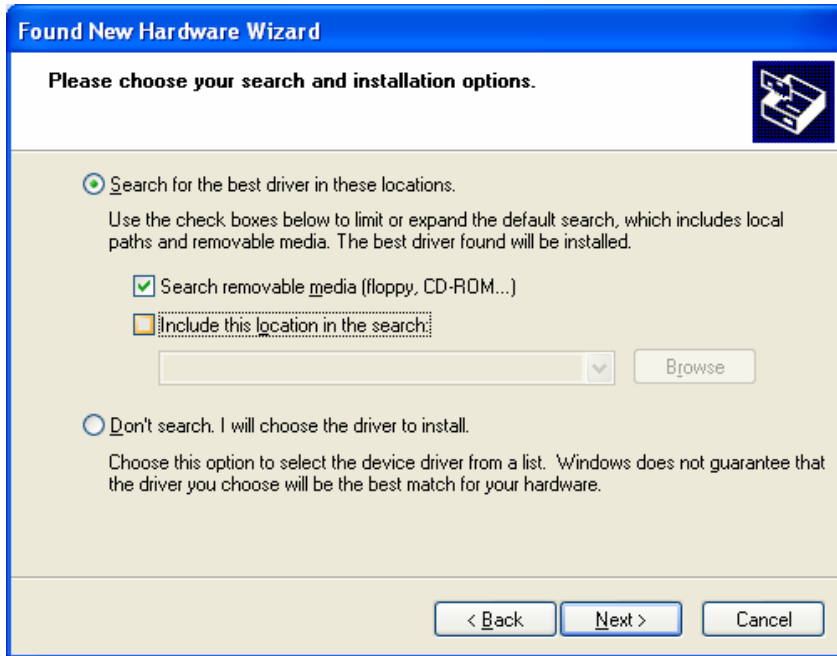 Found New Hardware Wizard
Please choose your search and installation options.
Search for the best driver in these locations.
Use the check boxes below to limit or expand the default search, which includes local
paths and removable media. The best driver found will be installed.
Search removable media (floppy, CD-ROM...)
Include this location in the search:
Browse
Don't search. I will choose the driver to install.
Choose this option to select the device driver from a list.  Windows does not guarantee that
the driver you choose will be the best match for your hardware.
< Back Next > Cancel